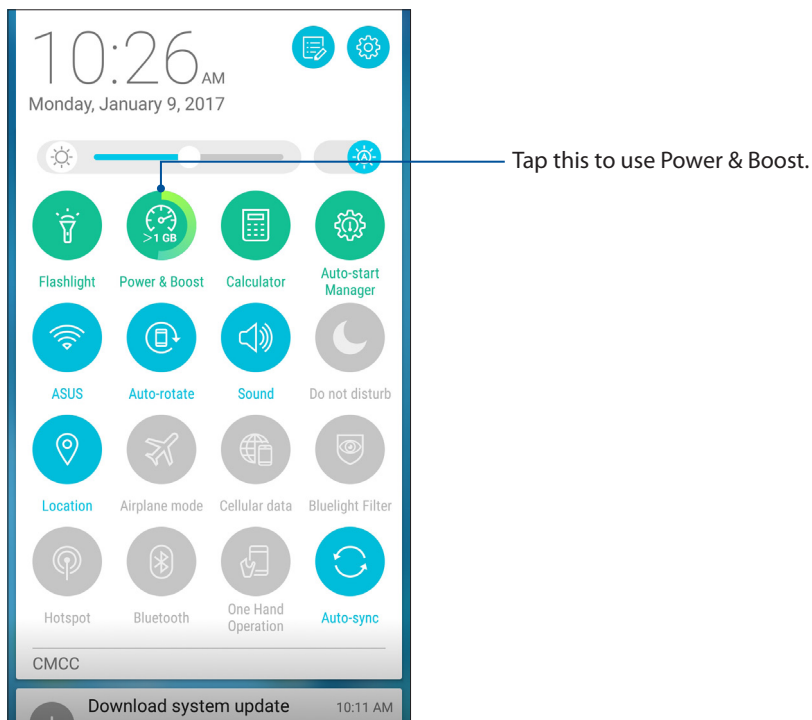 10:26 AM
Monday, January 9, 2017
A
Tap this to use Power & Boost.
>1 GB
Flashlight
Power & Boost
Calculator
Auto-start
Manager
ASUS
Auto-rotate
Sound
Do not disturb
Location
Airplane mode
Cellular data
Bluelight Filter
Hotspot
Bluetooth
One Hand
Operation
Auto-sync
CMCC
Download system update 10:11 AM